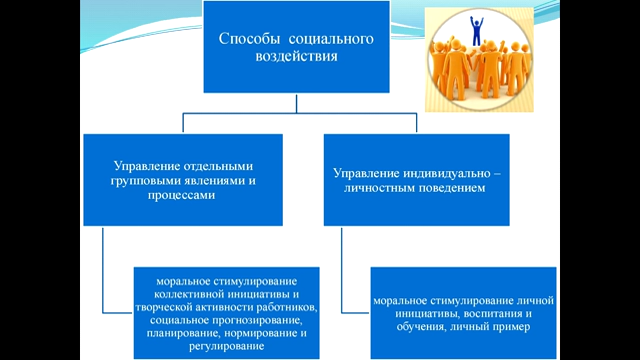 Способы социального
воздействия
Управление отдельными
групповыми явлениями и
процессами
Управление индивидуально –
личностным поведением
моральное стимулирование
коллективной инициативы и
творческой активности работников,
социальное прогнозирование,
планирование, нормирование и
регулирование
моральное стимулирование личной
инициативы, воспитания и
обучения, личный пример